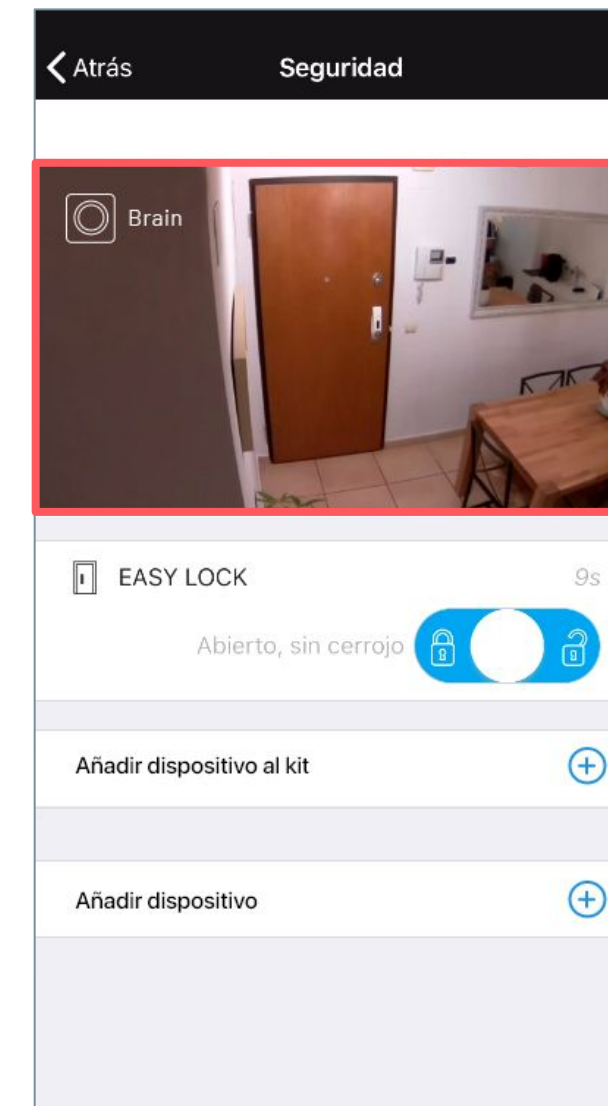 Atrás
Seguridad
Brain
EASY LOCK
9s
Abierto, sin cerrojo
Añadir dispositivo al kit
Añadir dispositivo